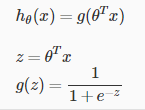 hθ(x) = g(θᵀx)
z = θᵀx
g(z) = 1 / (1 + e⁻ᶻ)